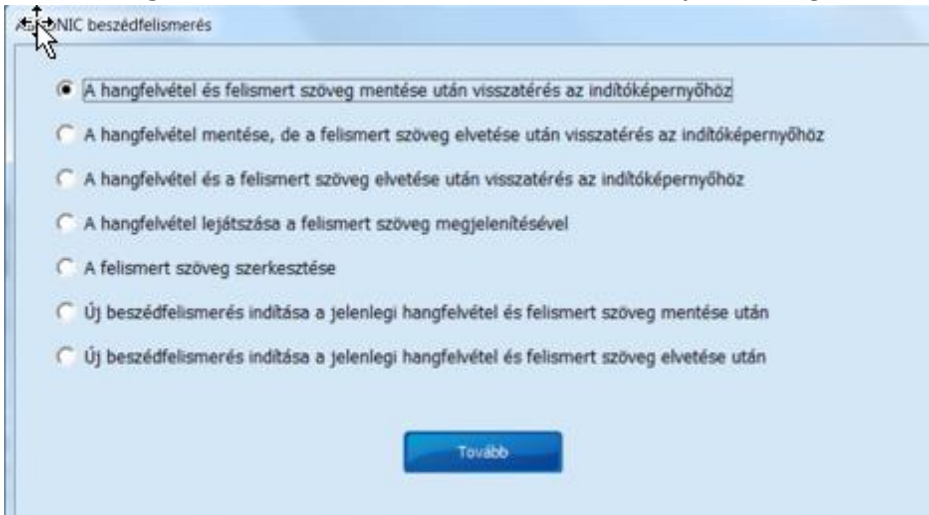 beszédfelismerés
A hangfelvétel és felismert szöveg mentése után visszatérés az indítóképernyőhöz
A hangfelvétel mentése, de a felismert szöveg elvetése után visszatérés az indítóképernyőhöz
A hangfelvétel és a felismert szöveg elvetése után visszatérés az indítóképernyőhöz
A hangfelvétel lejátszása a felismert szöveg megjelenítésével
A felismert szöveg szerkesztése
Új beszédfelismerés indítása a jelenlegi hangfelvétel és felismert szöveg mentése után
Új beszédfelismerés indítása a jelenlegi hangfelvétel és felismert szöveg elvetése után
Tovább